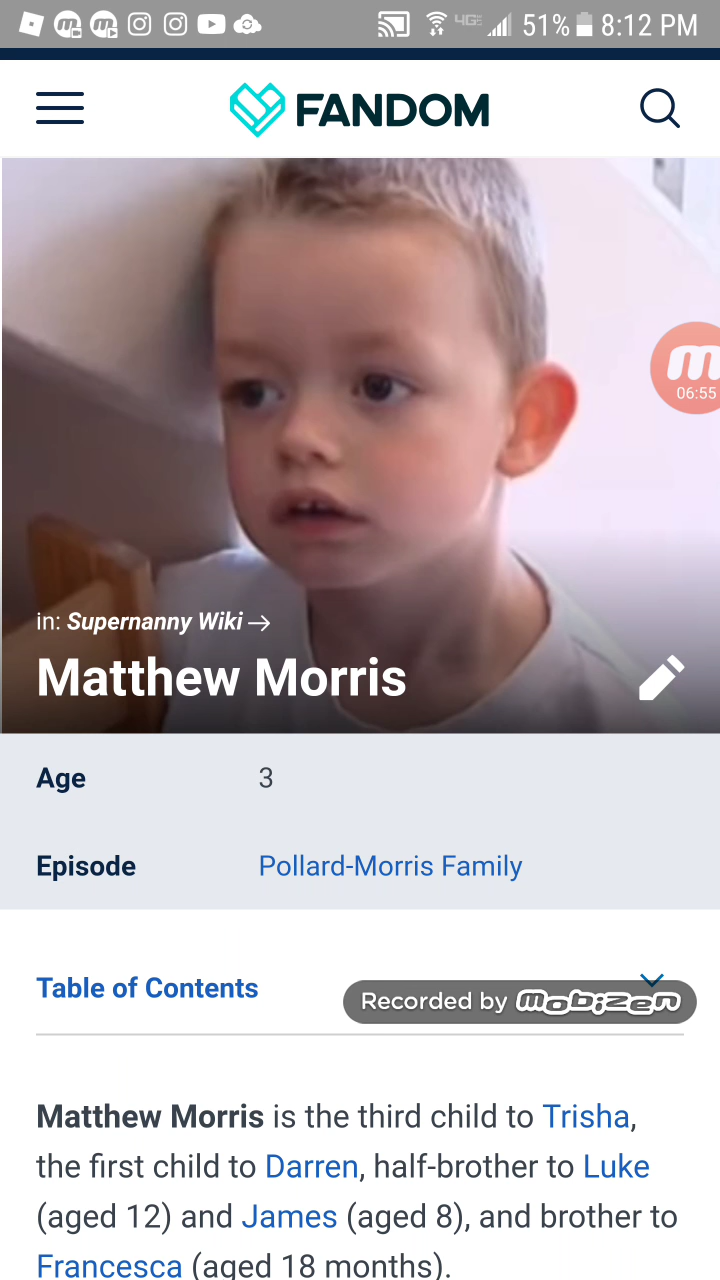 4G 51% 8:12 PM
FANDOM
06:55
in: Supernanny Wiki →
Matthew Morris
Age 3
Episode Pollard-Morris Family
Table of Contents
Recorded by mobizen
Matthew Morris is the third child to Trisha,
the first child to Darren, half-brother to Luke
(aged 12) and James (aged 8), and brother to
Francesca (aged 18 months).